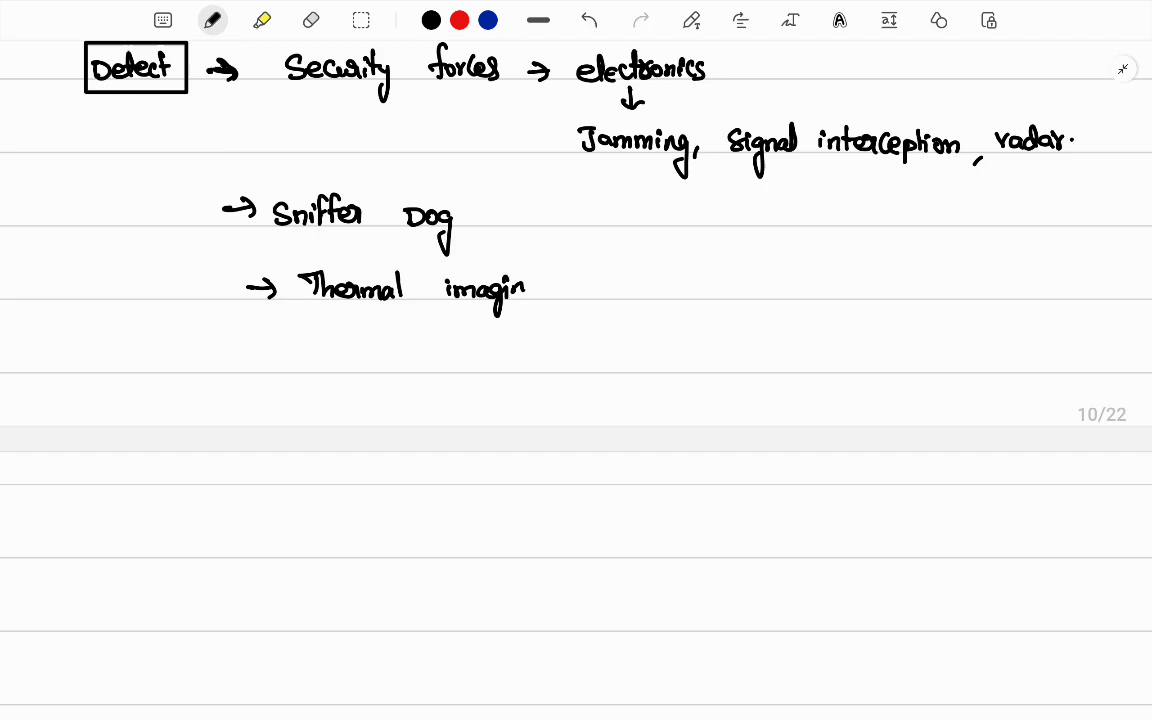 Detect → Security forces → electronics
↓
Jamming, Signal interception, radar.
→ Sniffer Dog
→ Thermal imagin
10/22